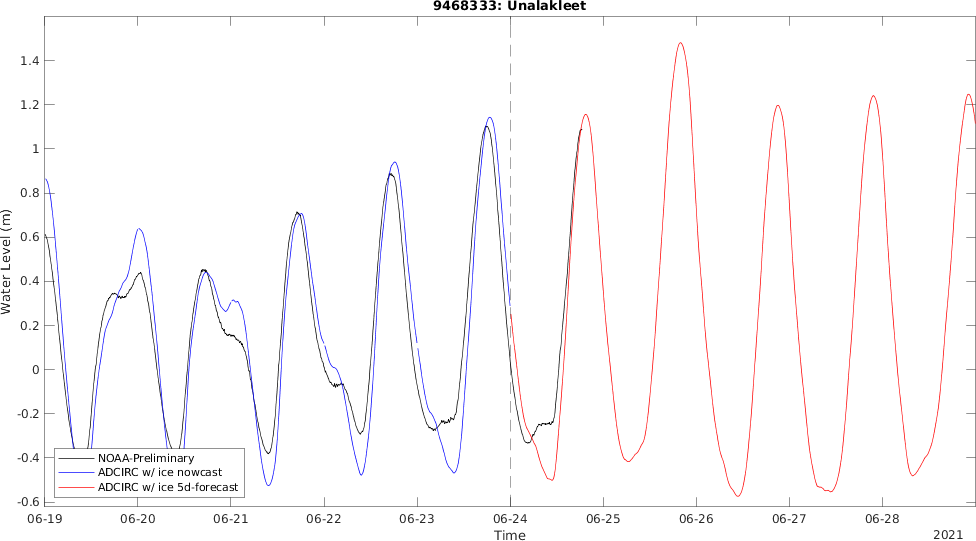 9468333: Unalakleet
Water Level (m)
1.4
1.2
1
0.8
0.6
0.4
0.2
0
-0.2
-0.4
-0.6
NOAA-Preliminary
ADCIRC w/ ice nowcast
ADCIRC w/ ice 5d-forecast
06-19 06-20 06-21 06-22 06-23 06-24 06-25 06-26 06-27 06-28
Time
2021